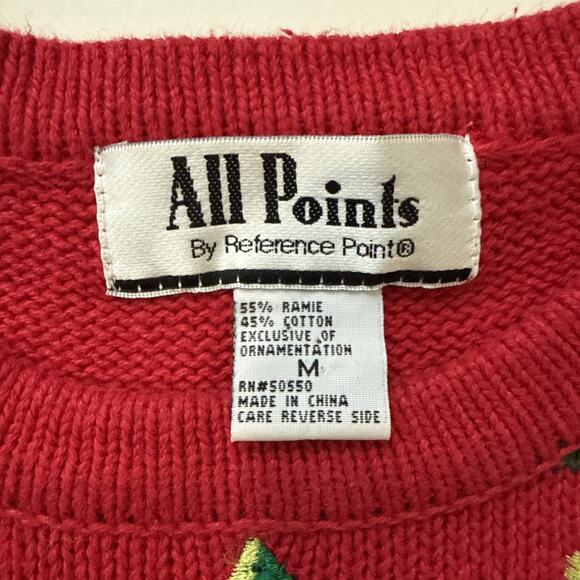 All Points
By Reference Point®
55% RAMIE
45% COTTON
EXCLUSIVE OF
ORNAMENTATION
M
RN#50550
MADE IN CHINA
CARE REVERSE SIDE